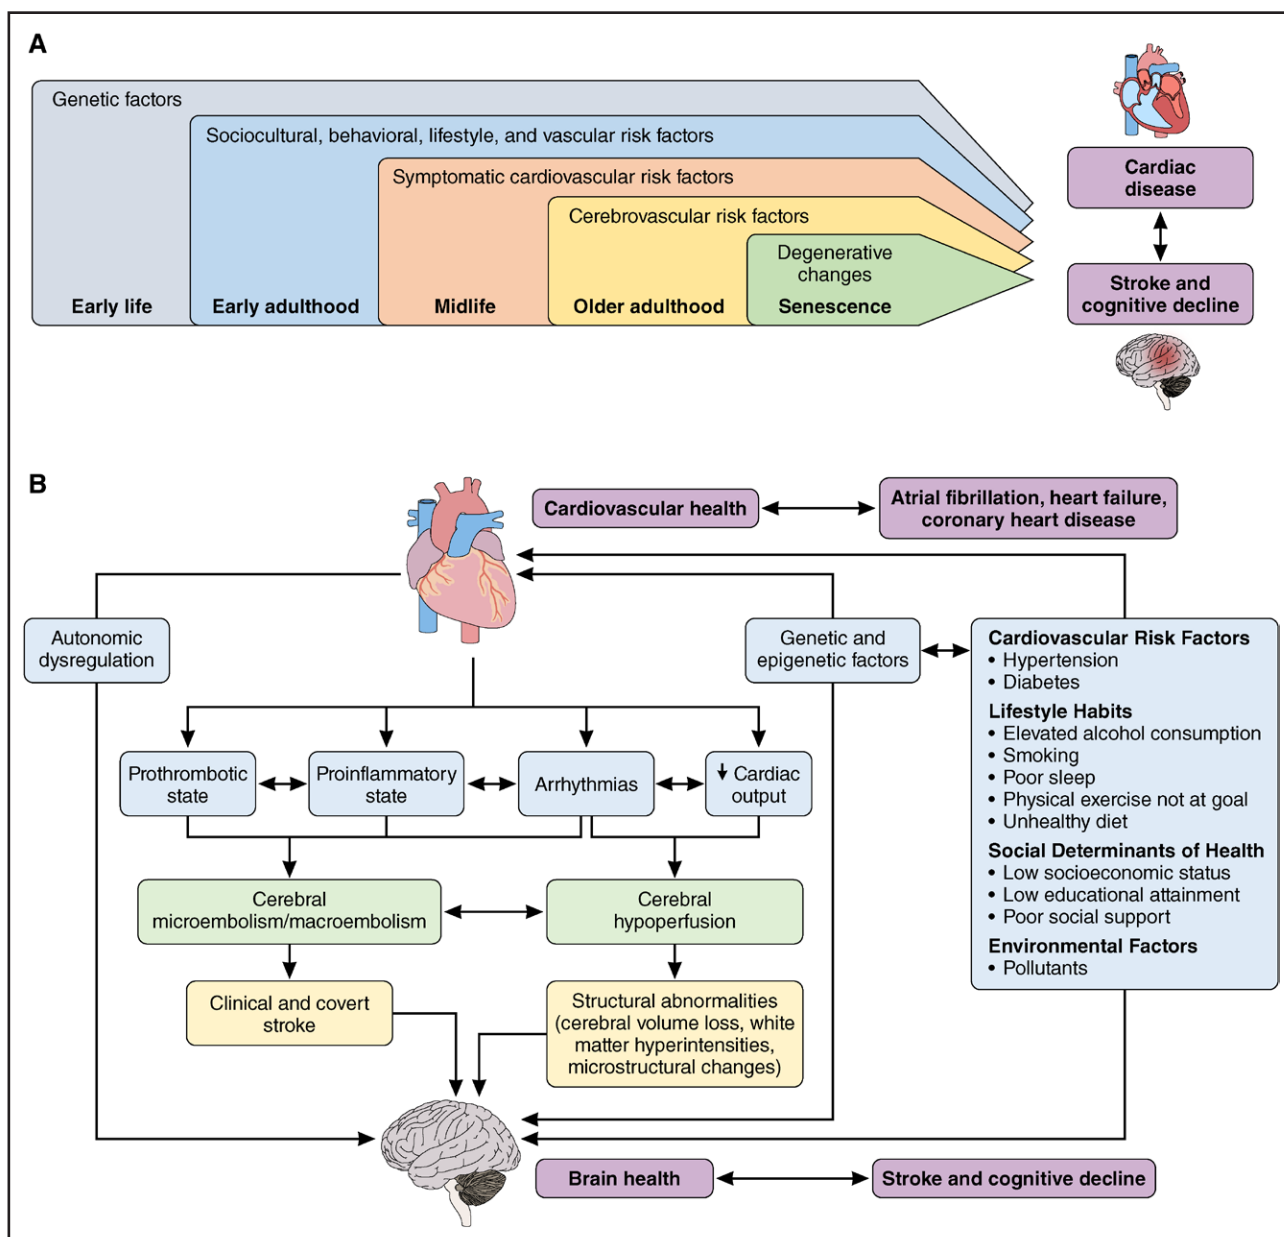 A
Genetic factors
Sociocultural, behavioral, lifestyle, and vascular risk factors
Symptomatic cardiovascular risk factors
Cerebrovascular risk factors
Degenerative
changes
Early life
Early adulthood
Midlife
Older adulthood
Senescence
Cardiac
disease
Stroke and
cognitive decline
B
Cardiovascular health
Atrial fibrillation, heart failure,
coronary heart disease
Autonomic
dysregulation
Genetic and
epigenetic factors
Cardiovascular Risk Factors
• Hypertension
• Diabetes
Lifestyle Habits
• Elevated alcohol consumption
• Smoking
• Poor sleep
• Physical exercise not at goal
• Unhealthy diet
Social Determinants of Health
• Low socioeconomic status
• Low educational attainment
• Poor social support
Environmental Factors
• Pollutants
Prothrombotic
state
Proinflammatory
state
Arrhythmias
↓ Cardiac
output
Cerebral
microembolism/macroembolism
Cerebral
hypoperfusion
Clinical and covert
stroke
Structural abnormalities
(cerebral volume loss, white
matter hyperintensities,
microstructural changes)
Brain health
Stroke and cognitive decline